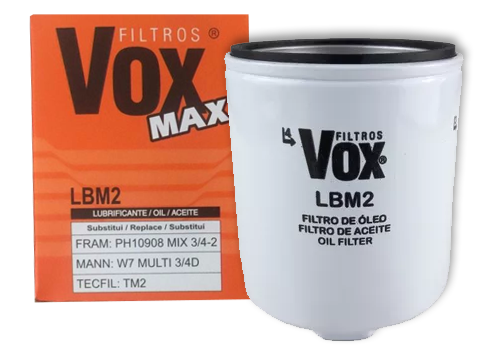 FILTROS ®
VOX
MAX
LBM2
LUBRIFICANTE / OIL / ACEITE
Substitui / Replace / Substituí
FRAM: PH10908 MIX 3/4-2
MANN: W7 MULTI 3/4D
TECFIL: TM2
FILTROS
VOX®
LBM2
FILTRO DE ÓLEO
FILTRO DE ACEITE
OIL FILTER